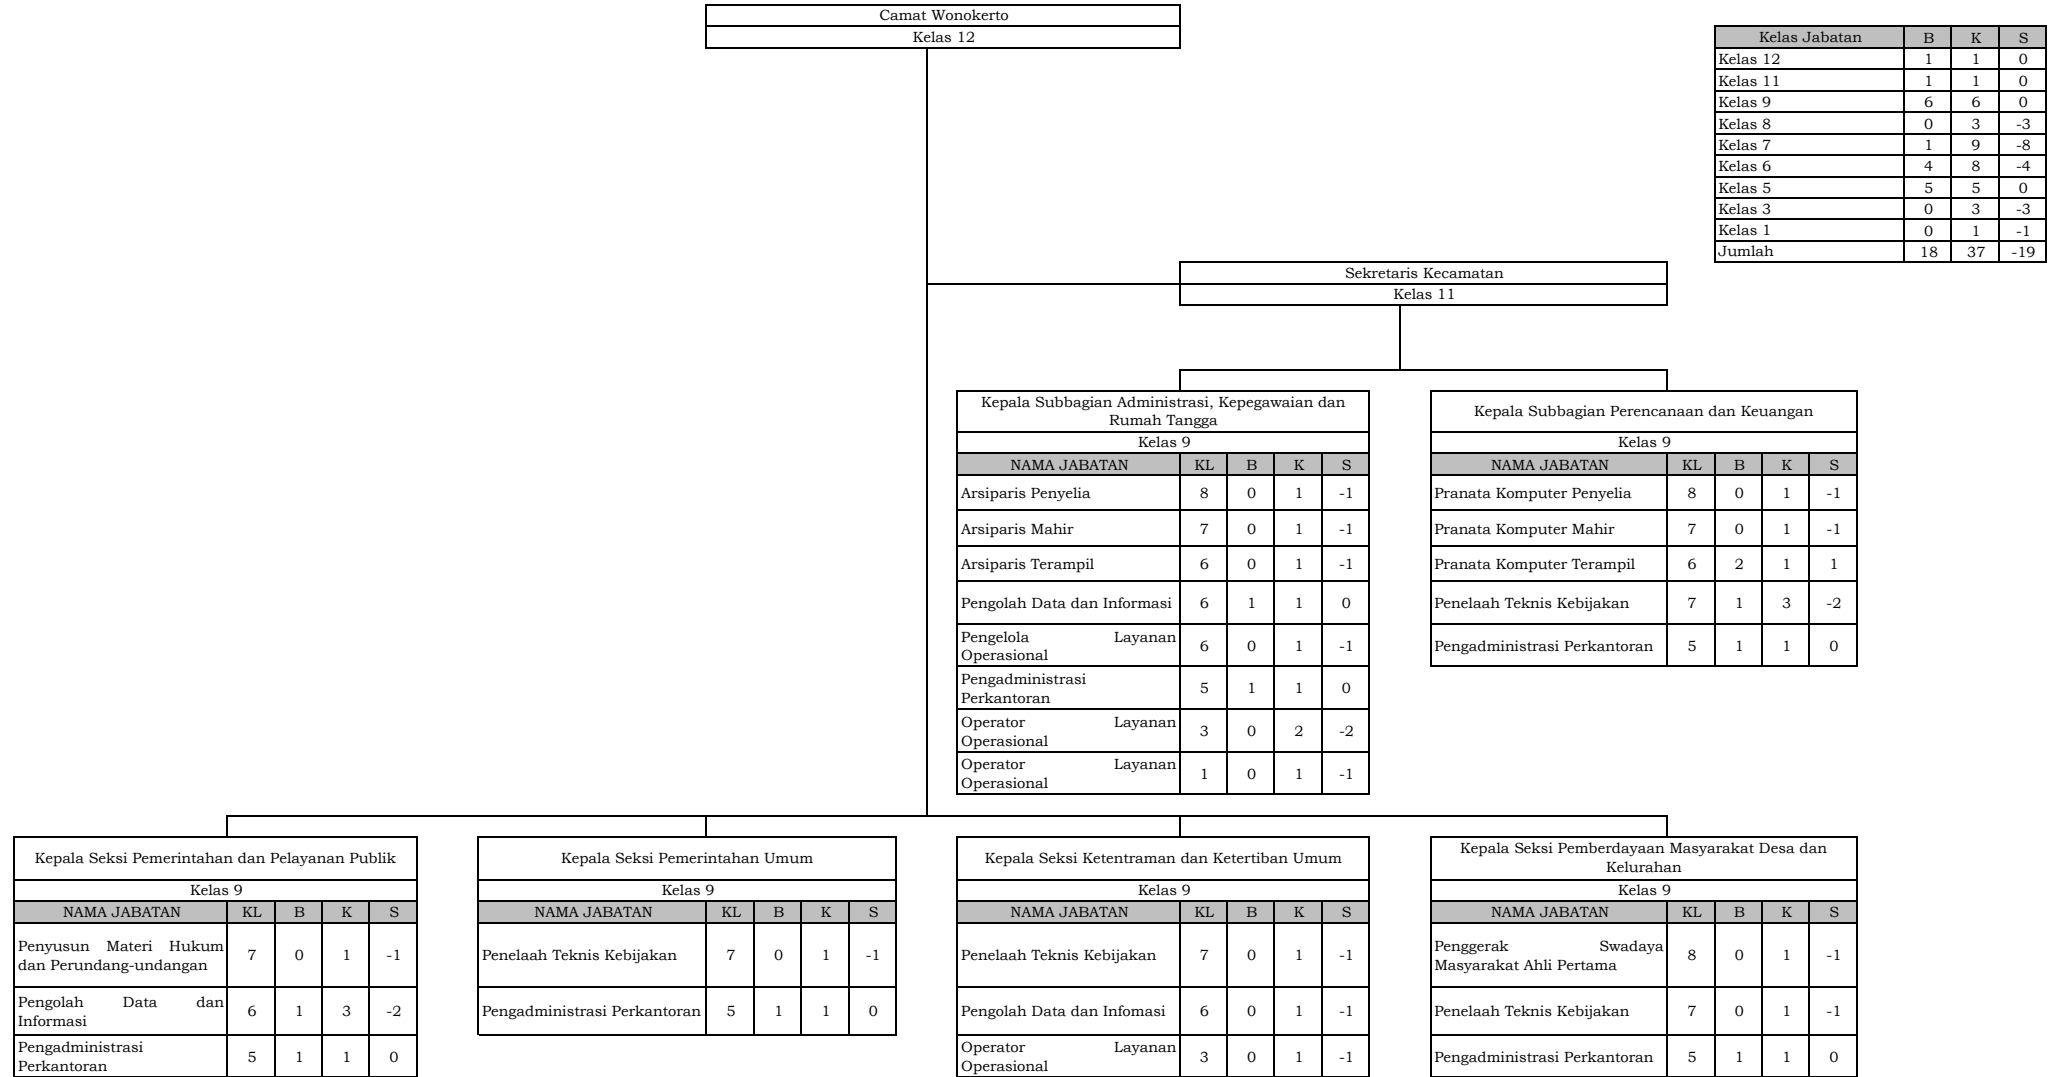 Camat Wonokerto
Kelas 12
Kelas Jabatan B K S
Kelas 12 1 1 0
Kelas 11 1 1 0
Kelas 9 6 6 0
Kelas 8 0 3 -3
Kelas 7 1 9 -8
Kelas 6 4 8 -4
Kelas 5 5 5 0
Kelas 3 0 3 -3
Kelas 1 0 1 -1
Jumlah 18 37 -19
Sekretaris Kecamatan
Kelas 11
Kepala Subbagian Administrasi, Kepegawaian dan
Rumah Tangga
Kelas 9
NAMA JABATAN KL B K S
Arsiparis Penyelia 8 0 1 -1
Arsiparis Mahir 7 0 1 -1
Arsiparis Terampil 6 0 1 -1
Pengolah Data dan Informasi 6 1 1 0
Pengelola Layanan
Operasional 6 0 1 -1
Pengadministrasi
Perkantoran 5 1 1 0
Operator Layanan
Operasional 3 0 2 -2
Operator Layanan
Operasional 1 0 1 -1
Kepala Subbagian Perencanaan dan Keuangan
Kelas 9
NAMA JABATAN KL B K S
Pranata Komputer Penyelia 8 0 1 -1
Pranata Komputer Mahir 7 0 1 -1
Pranata Komputer Terampil 6 2 1 1
Penelaah Teknis Kebijakan 7 1 3 -2
Pengadministrasi Perkantoran 5 1 1 0
Kepala Seksi Pemerintahan dan Pelayanan Publik
Kelas 9
NAMA JABATAN KL B K S
Penyusun Materi Hukum
dan Perundang-undangan 7 0 1 -1
Pengolah Data dan
Informasi 6 1 3 -2
Pengadministrasi
Perkantoran 5 1 1 0
Kepala Seksi Pemerintahan Umum
Kelas 9
NAMA JABATAN KL B K S
Penelaah Teknis Kebijakan 7 0 1 -1
Pengadministrasi Perkantoran 5 1 1 0
Kepala Seksi Ketentraman dan Ketertiban Umum
Kelas 9
NAMA JABATAN KL B K S
Penelaah Teknis Kebijakan 7 0 1 -1
Pengolah Data dan Infomasi 6 0 1 -1
Operator Layanan
Operasional 3 0 1 -1
Kepala Seksi Pemberdayaan Masyarakat Desa dan
Kelurahan
Kelas 9
NAMA JABATAN KL B K S
Penggerak Swadaya
Masyarakat Ahli Pertama 8 0 1 -1
Penelaah Teknis Kebijakan 7 0 1 -1
Pengadministrasi Perkantoran 5 1 1 0